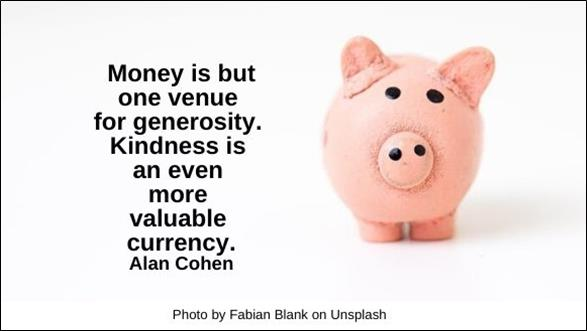 Money is but
one venue
for generosity.
Kindness is
an even
more
valuable
currency.
Alan Cohen
Photo by Fabian Blank on Unsplash